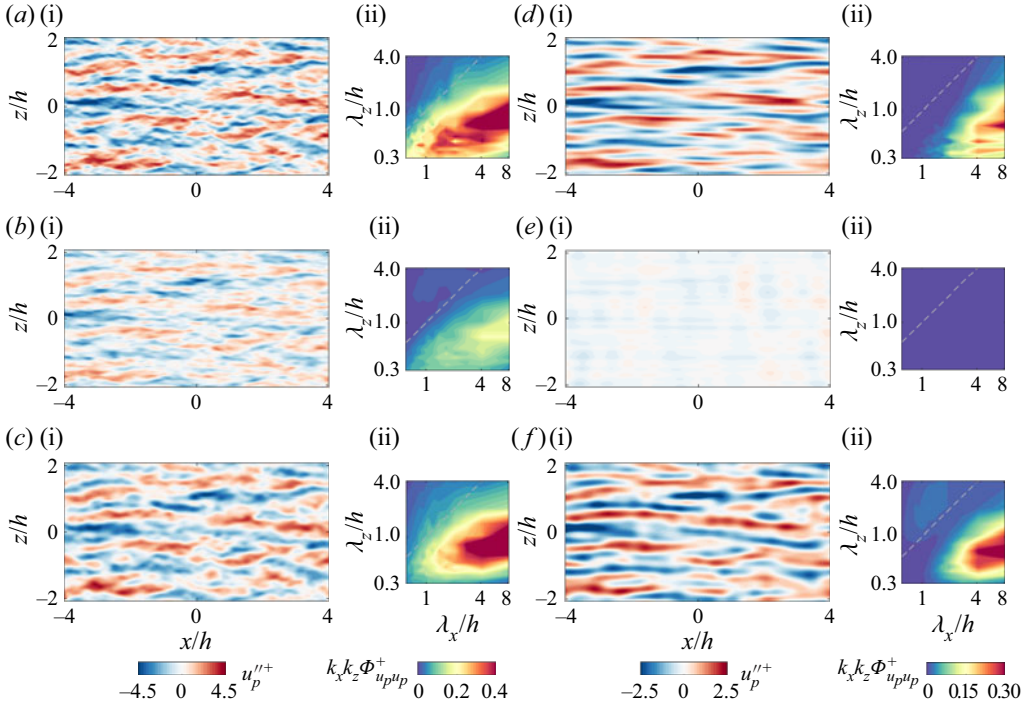 (a) (i) (ii) (d) (i) (ii)
2 4.0 2 4.0
z/h 0 λz/h 1.0 z/h 0 λz/h 1.0
–2 0.3 –2 0.3
–4 0 4 1 4 8 –4 0 4 1 4 8
(b) (i) (ii) (e) (i) (ii)
2 4.0 2 4.0
z/h 0 λz/h 1.0 z/h 0 λz/h 1.0
–2 0.3 –2 0.3
–4 0 4 1 4 8 –4 0 4 1 4 8
(c) (i) (ii) (f) (i) (ii)
2 4.0 2 4.0
z/h 0 λz/h 1.0 z/h 0 λz/h 1.0
–2 0.3 –2 0.3
–4 0 4 1 4 8 –4 0 4 1 4 8
x/h λx/h x/h λx/h
–4.5 0 4.5 u″p⁺ kxkzΦ⁺upup 0 0.2 0.4 –2.5 0 2.5 u″p⁺ kxkzΦ⁺upup 0 0.15 0.30